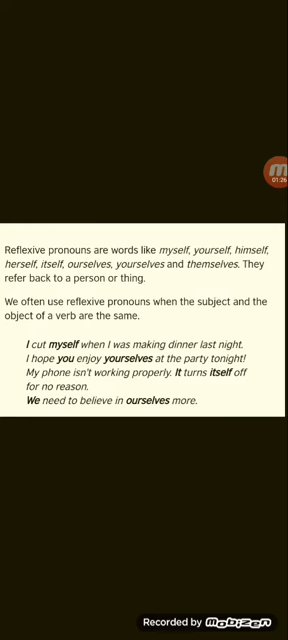 01:26
Reflexive pronouns are words like myself, yourself, himself,
herself, itself, ourselves, yourselves and themselves. They
refer back to a person or thing.
We often use reflexive pronouns when the subject and the
object of a verb are the same.
I cut myself when I was making dinner last night.
I hope you enjoy yourselves at the party tonight!
My phone isn't working properly. It turns itself off
for no reason.
We need to believe in ourselves more.
Recorded by Mobizen